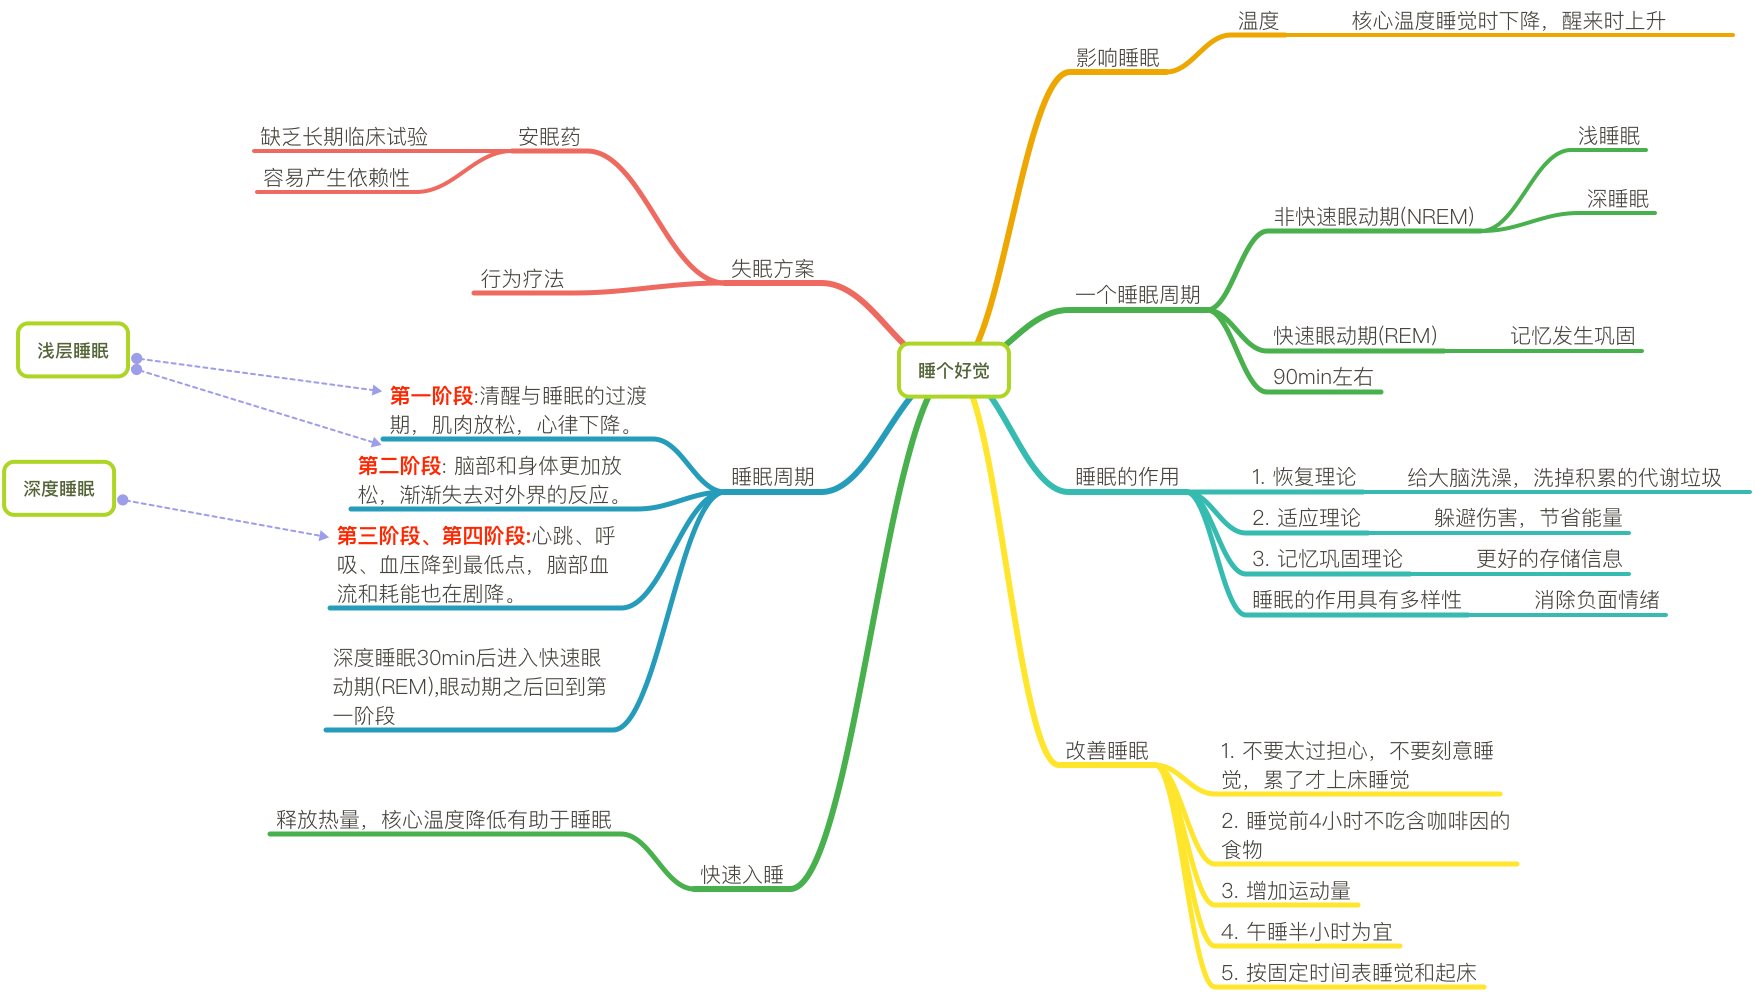 睡个好觉
影响睡眠
温度
核心温度睡觉时下降，醒来时上升
一个睡眠周期
非快速眼动期(NREM)
浅睡眠
深睡眠
快速眼动期(REM)
记忆发生巩固
90min左右
睡眠的作用
1. 恢复理论
给大脑洗澡，洗掉积累的代谢垃圾
2. 适应理论
躲避伤害，节省能量
3. 记忆巩固理论
更好的存储信息
睡眠的作用具有多样性
消除负面情绪
改善睡眠
1. 不要太过担心，不要刻意睡
觉，累了才上床睡觉
2. 睡觉前4小时不吃含咖啡因的
食物
3. 增加运动量
4. 午睡半小时为宜
5. 按固定时间表睡觉和起床
失眠方案
安眠药
缺乏长期临床试验
容易产生依赖性
行为疗法
睡眠周期
浅层睡眠
第一阶段:清醒与睡眠的过渡
期，肌肉放松，心律下降。
第二阶段: 脑部和身体更加放
松，渐渐失去对外界的反应。
深度睡眠
第三阶段、第四阶段:心跳、呼
吸、血压降到最低点，脑部血
流和耗能也在剧降。
深度睡眠30min后进入快速眼
动期(REM),眼动期之后回到第
一阶段
快速入睡
释放热量，核心温度降低有助于睡眠